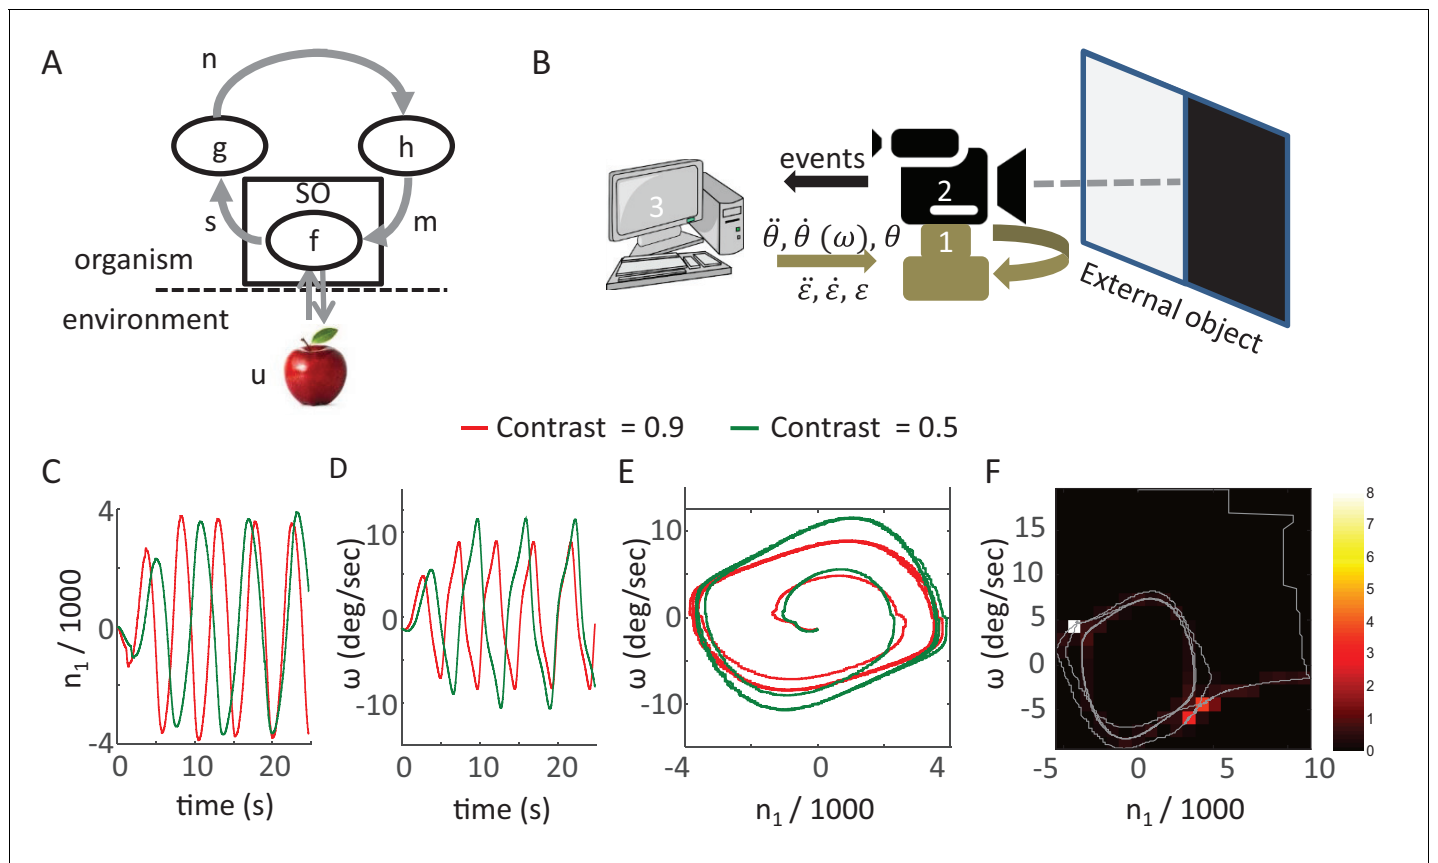 A
n
g
h
SO
s
f
m
organism
environment
u
B
events
3
2
1
θ̈, θ̇ (ω), θ
ε̈, ε̇, ε
External object
Contrast = 0.9
Contrast = 0.5
C
n₁ / 1000
4
0
-4
0
10
20
time (s)
D
ω (deg/sec)
10
0
-10
0
10
20
time (s)
E
ω (deg/sec)
10
0
-10
-4
0
4
n₁ / 1000
F
ω (deg/sec)
15
10
5
0
-5
-5
0
5
10
n₁ / 1000
8
7
6
5
4
3
2
1
0